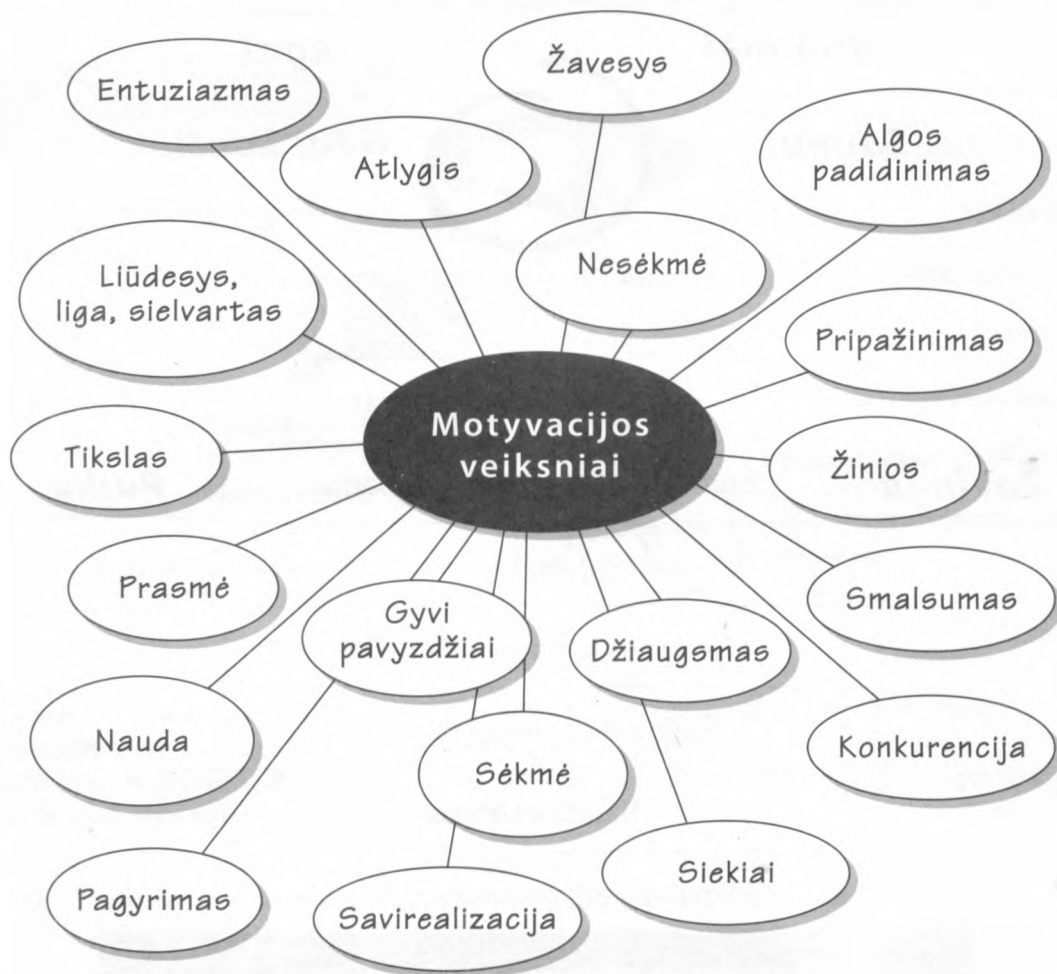 Žavesys
Entuziazmas
Atlygis
Algos
padidinimas
Nesėkmė
Liūdesys,
liga, sielvartas
Pripažinimas
Motyvacijos
veiksniai
Tikslas
Žinios
Prasmė
Gyvi
pavyzdžiai
Džiaugsmas
Smalsumas
Nauda
Sėkmė
Konkurencija
Pagyrimas
Savirealizacija
Siekiai